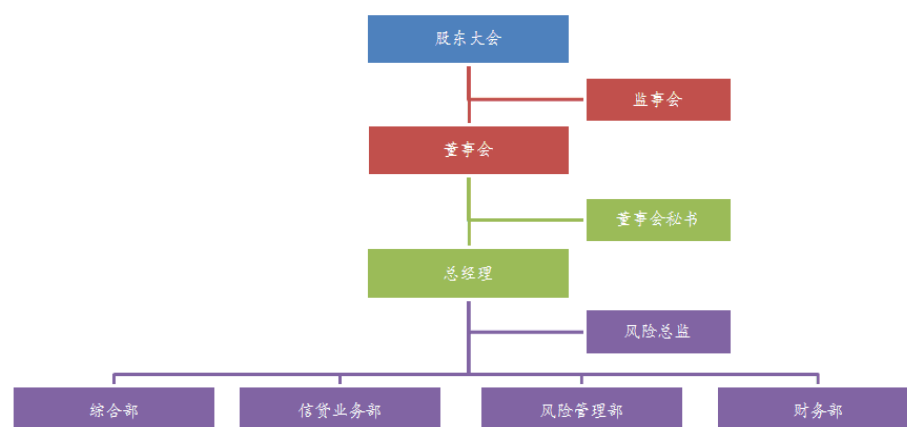 股东大会
监事会
董事会
董事会秘书
总经理
风险总监
综合部
信贷业务部
风险管理部
财务部